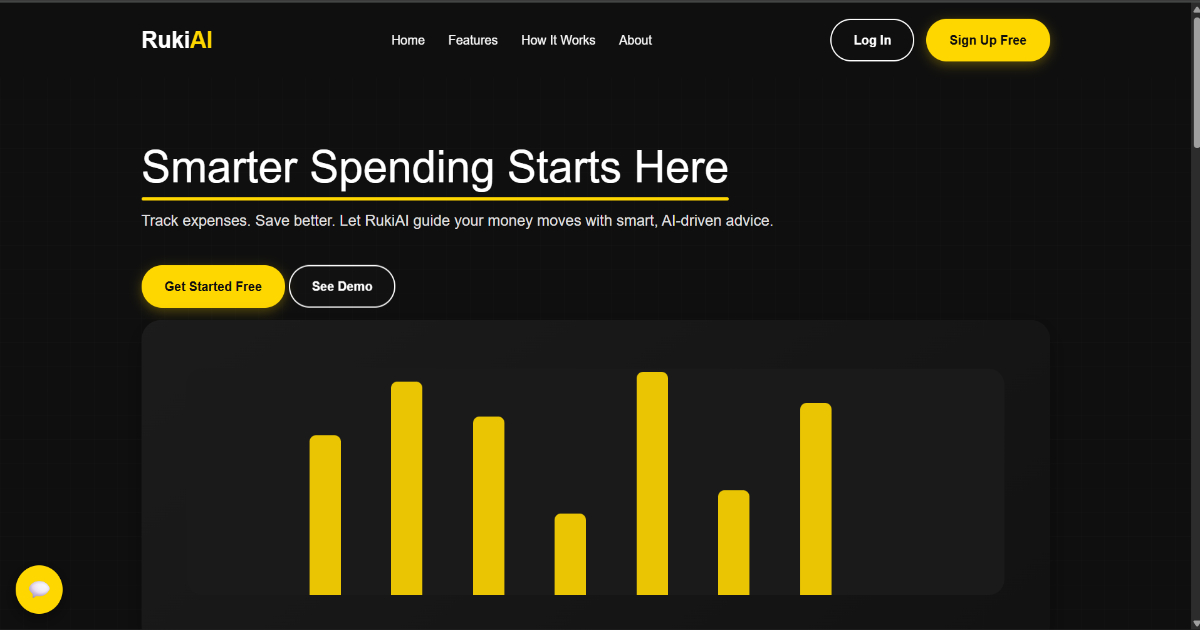 RukiAI
Home Features How It Works About
Log In
Sign Up Free
Smarter Spending Starts Here
Track expenses. Save better. Let RukiAI guide your money moves with smart, AI-driven advice.
Get Started Free
See Demo